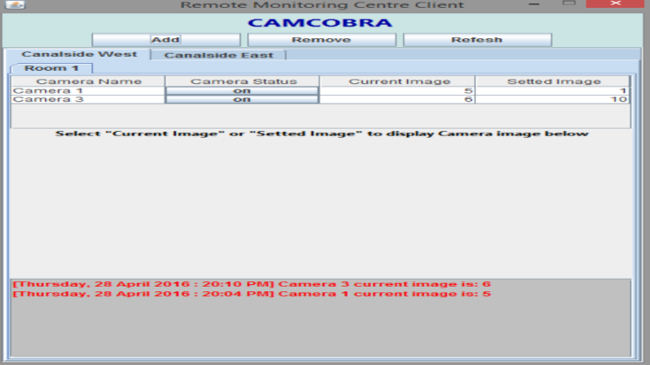 Remote Monitoring Centre Client
CAMCOBRA
Add Remove Refesh
Canalside West Canalside East
Room 1
Camera Name Camera Status Current Image Setted Image
Camera 1 on 5 1
Camera 3 on 6 10
Select "Current Image" or "Setted Image" to display Camera image below
[Thursday, 28 April 2016 : 20:10 PM] Camera 3 current image is: 6
[Thursday, 28 April 2016 : 20:04 PM] Camera 1 current image is: 5